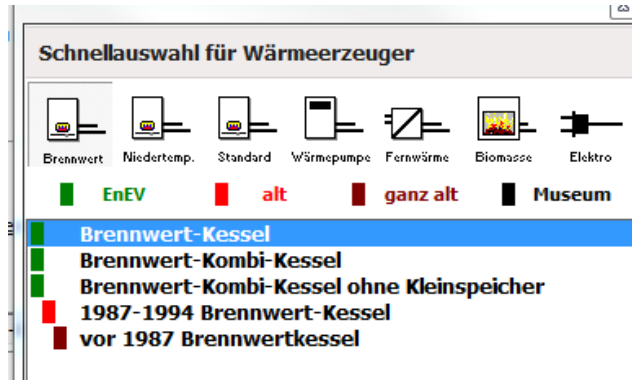 Schnellauswahl für Wärmeerzeuger
Brennwert Niedertemp. Standard Wärmepumpe Fernwärme Biomasse Elektro
EnEV alt ganz alt Museum
Brennwert-Kessel
Brennwert-Kombi-Kessel
Brennwert-Kombi-Kessel ohne Kleinspeicher
1987-1994 Brennwert-Kessel
vor 1987 Brennwertkessel